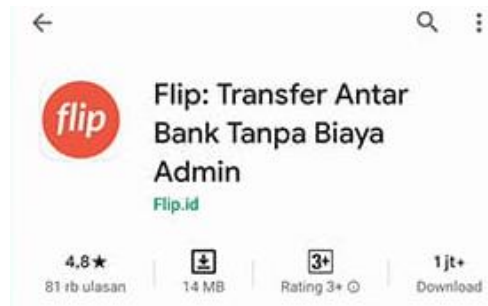 flip
Flip: Transfer Antar
Bank Tanpa Biaya
Admin
Flip.id
4,8★
81 rb ulasan
14 MB
3+
Rating 3+
1 jt+
Download